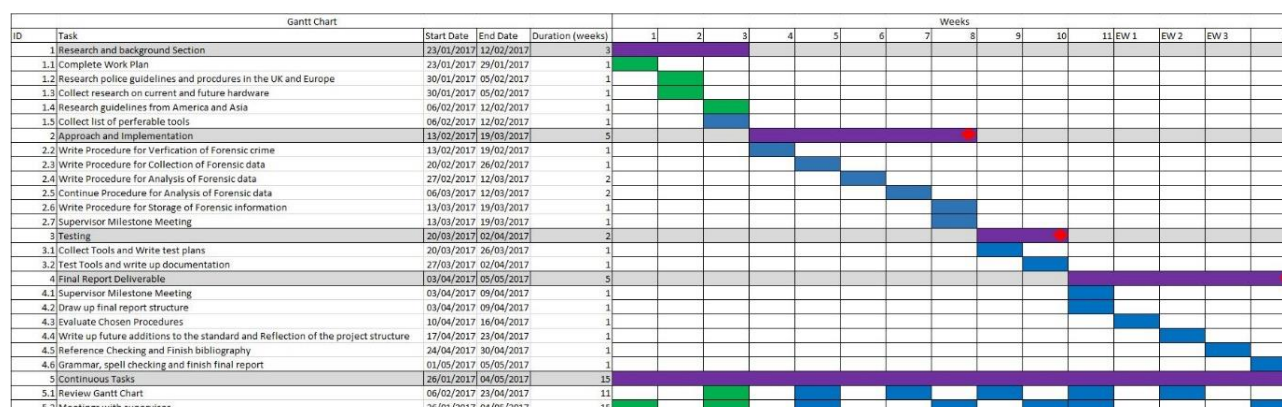 Gantt Chart Weeks
ID Task Start Date End Date Duration (weeks) 1 2 3 4 5 6 7 8 9 10 11 EW 1 EW 2 EW 3
1 Research and background Section 23/01/2017 12/02/2017 3
1.1 Complete Work Plan 23/01/2017 29/01/2017 1
1.2 Research police guidelines and procdures in the UK and Europe 30/01/2017 05/02/2017 1
1.3 Collect research on current and future hardware 30/01/2017 05/02/2017 1
1.4 Research guidelines from America and Asia 06/02/2017 12/02/2017 1
1.5 Collect list of perferable tools 06/02/2017 12/02/2017 1
2 Approach and Implementation 13/02/2017 19/03/2017 5
2.2 Write Procedure for Verfication of Forensic crime 13/02/2017 19/02/2017 1
2.3 Write Procedure for Collection of Forensic data 20/02/2017 26/02/2017 1
2.4 Write Procedure for Analysis of Forensic data 27/02/2017 12/03/2017 2
2.5 Continue Procedure for Analysis of Forensic data 06/03/2017 12/03/2017 2
2.6 Write Procedure for Storage of Forensic information 13/03/2017 19/03/2017 1
2.7 Supervisor Milestone Meeting 13/03/2017 19/03/2017 1
3 Testing 20/03/2017 02/04/2017 2
3.1 Collect Tools and Write test plans 20/03/2017 26/03/2017 1
3.2 Test Tools and write up documentation 27/03/2017 02/04/2017 1
4 Final Report Deliverable 03/04/2017 05/05/2017 5
4.1 Supervisor Milestone Meeting 03/04/2017 09/04/2017 1
4.2 Draw up final report structure 03/04/2017 09/04/2017 1
4.3 Evaluate Chosen Procedures 10/04/2017 16/04/2017 1
4.4 Write up future additions to the standard and Reflection of the project structure 17/04/2017 23/04/2017 1
4.5 Reference Checking and Finish bibliography 24/04/2017 30/04/2017 1
4.6 Grammar, spell checking and finish final report 01/05/2017 05/05/2017 1
5 Continuous Tasks 26/01/2017 04/05/2017 15
5.1 Review Gantt Chart 06/02/2017 23/04/2017 11
5.2 Meetings with supervisor 26/01/2017 04/05/2017 15